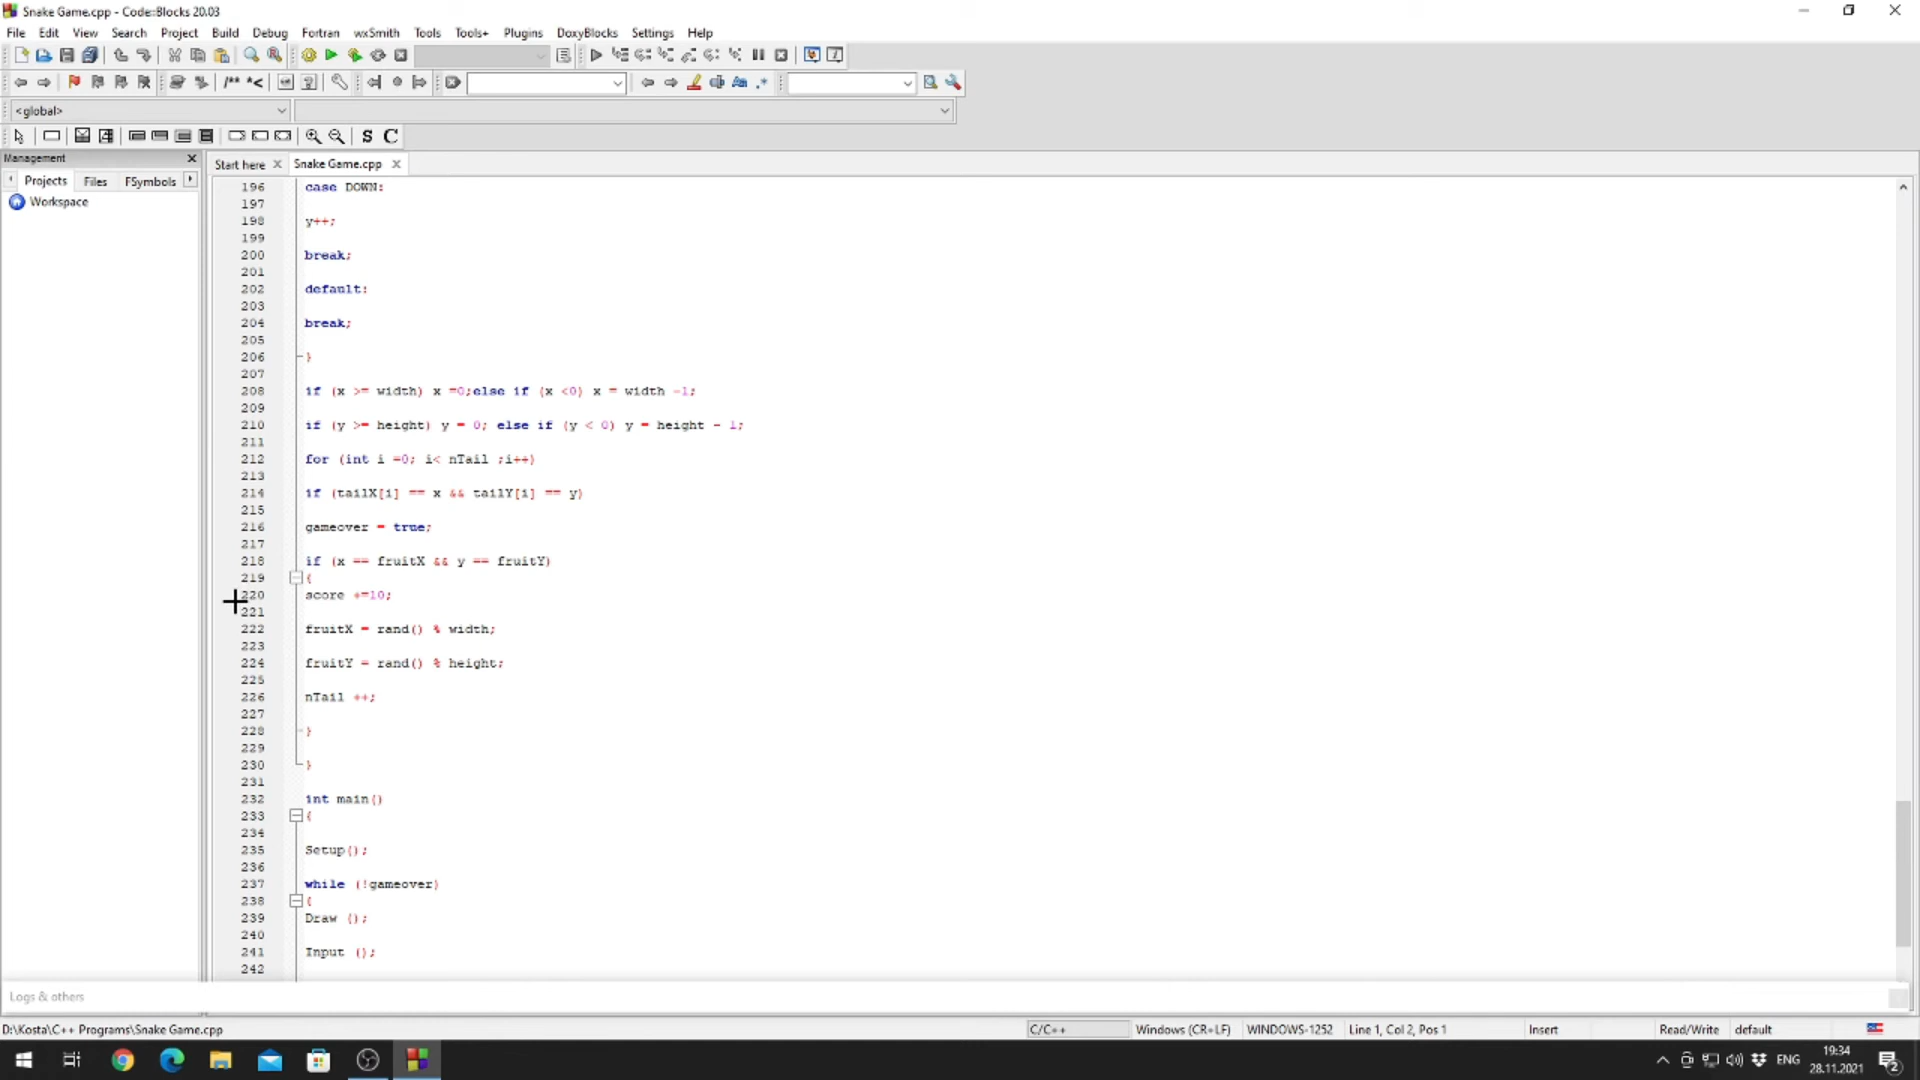 Snake Game.cpp - Code::Blocks 20.03
File Edit View Search Project Build Debug Fortran wxSmith Tools Tools+ Plugins DoxyBlocks Settings Help
/** *<
.*
<global>
S C
Management
Start here Snake Game.cpp
Projects Files FSymbols
Workspace
196 case DOWN:
197
198 y++;
199
200 break;
201
202 default:
203
204 break;
205
206 }
207
208 if (x >= width) x =0;else if (x <0) x = width -1;
209
210 if (y >= height) y = 0; else if (y < 0) y = height - 1;
211
212 for (int i =0; i< nTail ;i++)
213
214 if (tailX[i] == x && tailY[i] == y)
215
216 gameover = true;
217
218 if (x == fruitX && y == fruitY)
219 {
220 score +=10;
221
222 fruitX = rand() % width;
223
224 fruitY = rand() % height;
225
226 nTail ++;
227
228 }
229
230 }
231
232 int main()
233 {
234
235 Setup();
236
237 while (!gameover)
238 {
239 Draw ();
240
241 Input ();
242
Logs & others
D:\Kosta\C++ Programs\Snake Game.cpp C/C++ Windows (CR+LF) WINDOWS-1252 Line 1, Col 2, Pos 1 Insert Read/Write default
ENG 19:34
28.11.2021
2